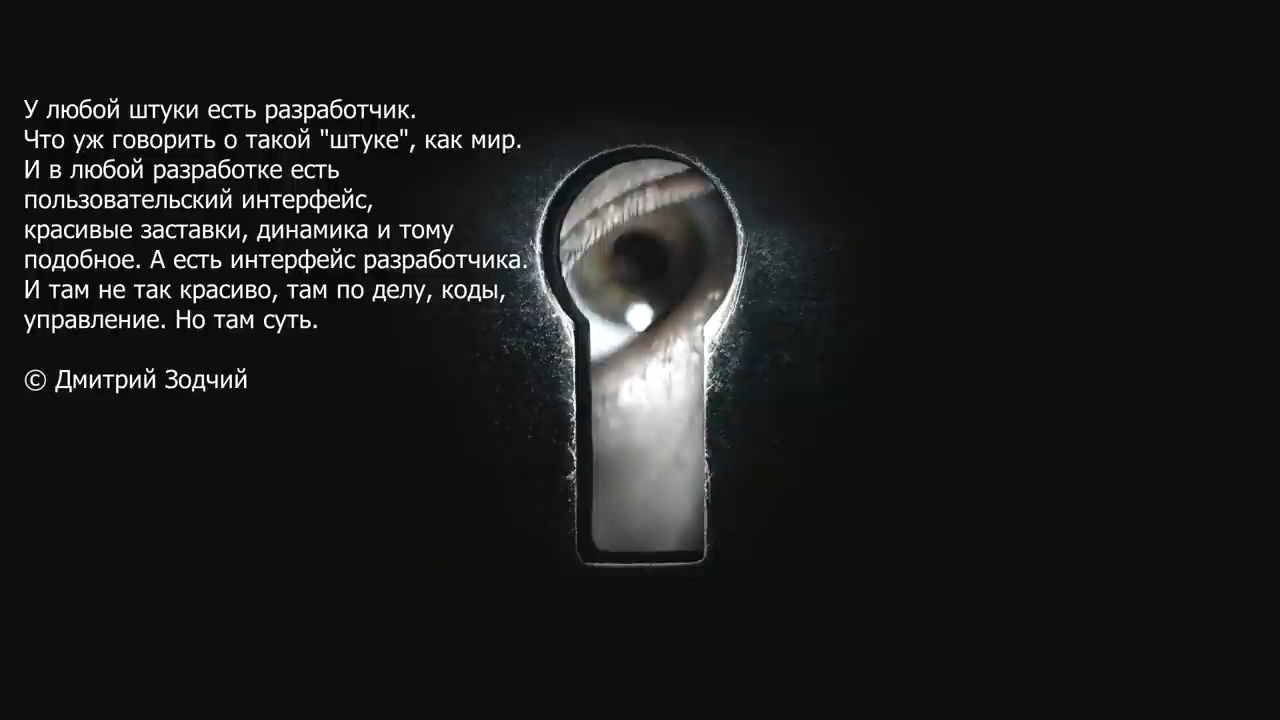 У любой штуки есть разработчик.
Что уж говорить о такой "штуке", как мир.
И в любой разработке есть
пользовательский интерфейс,
красивые заставки, динамика и тому
подобное. А есть интерфейс разработчика.
И там не так красиво, там по делу, коды,
управление. Но там суть.
© Дмитрий Зодчий